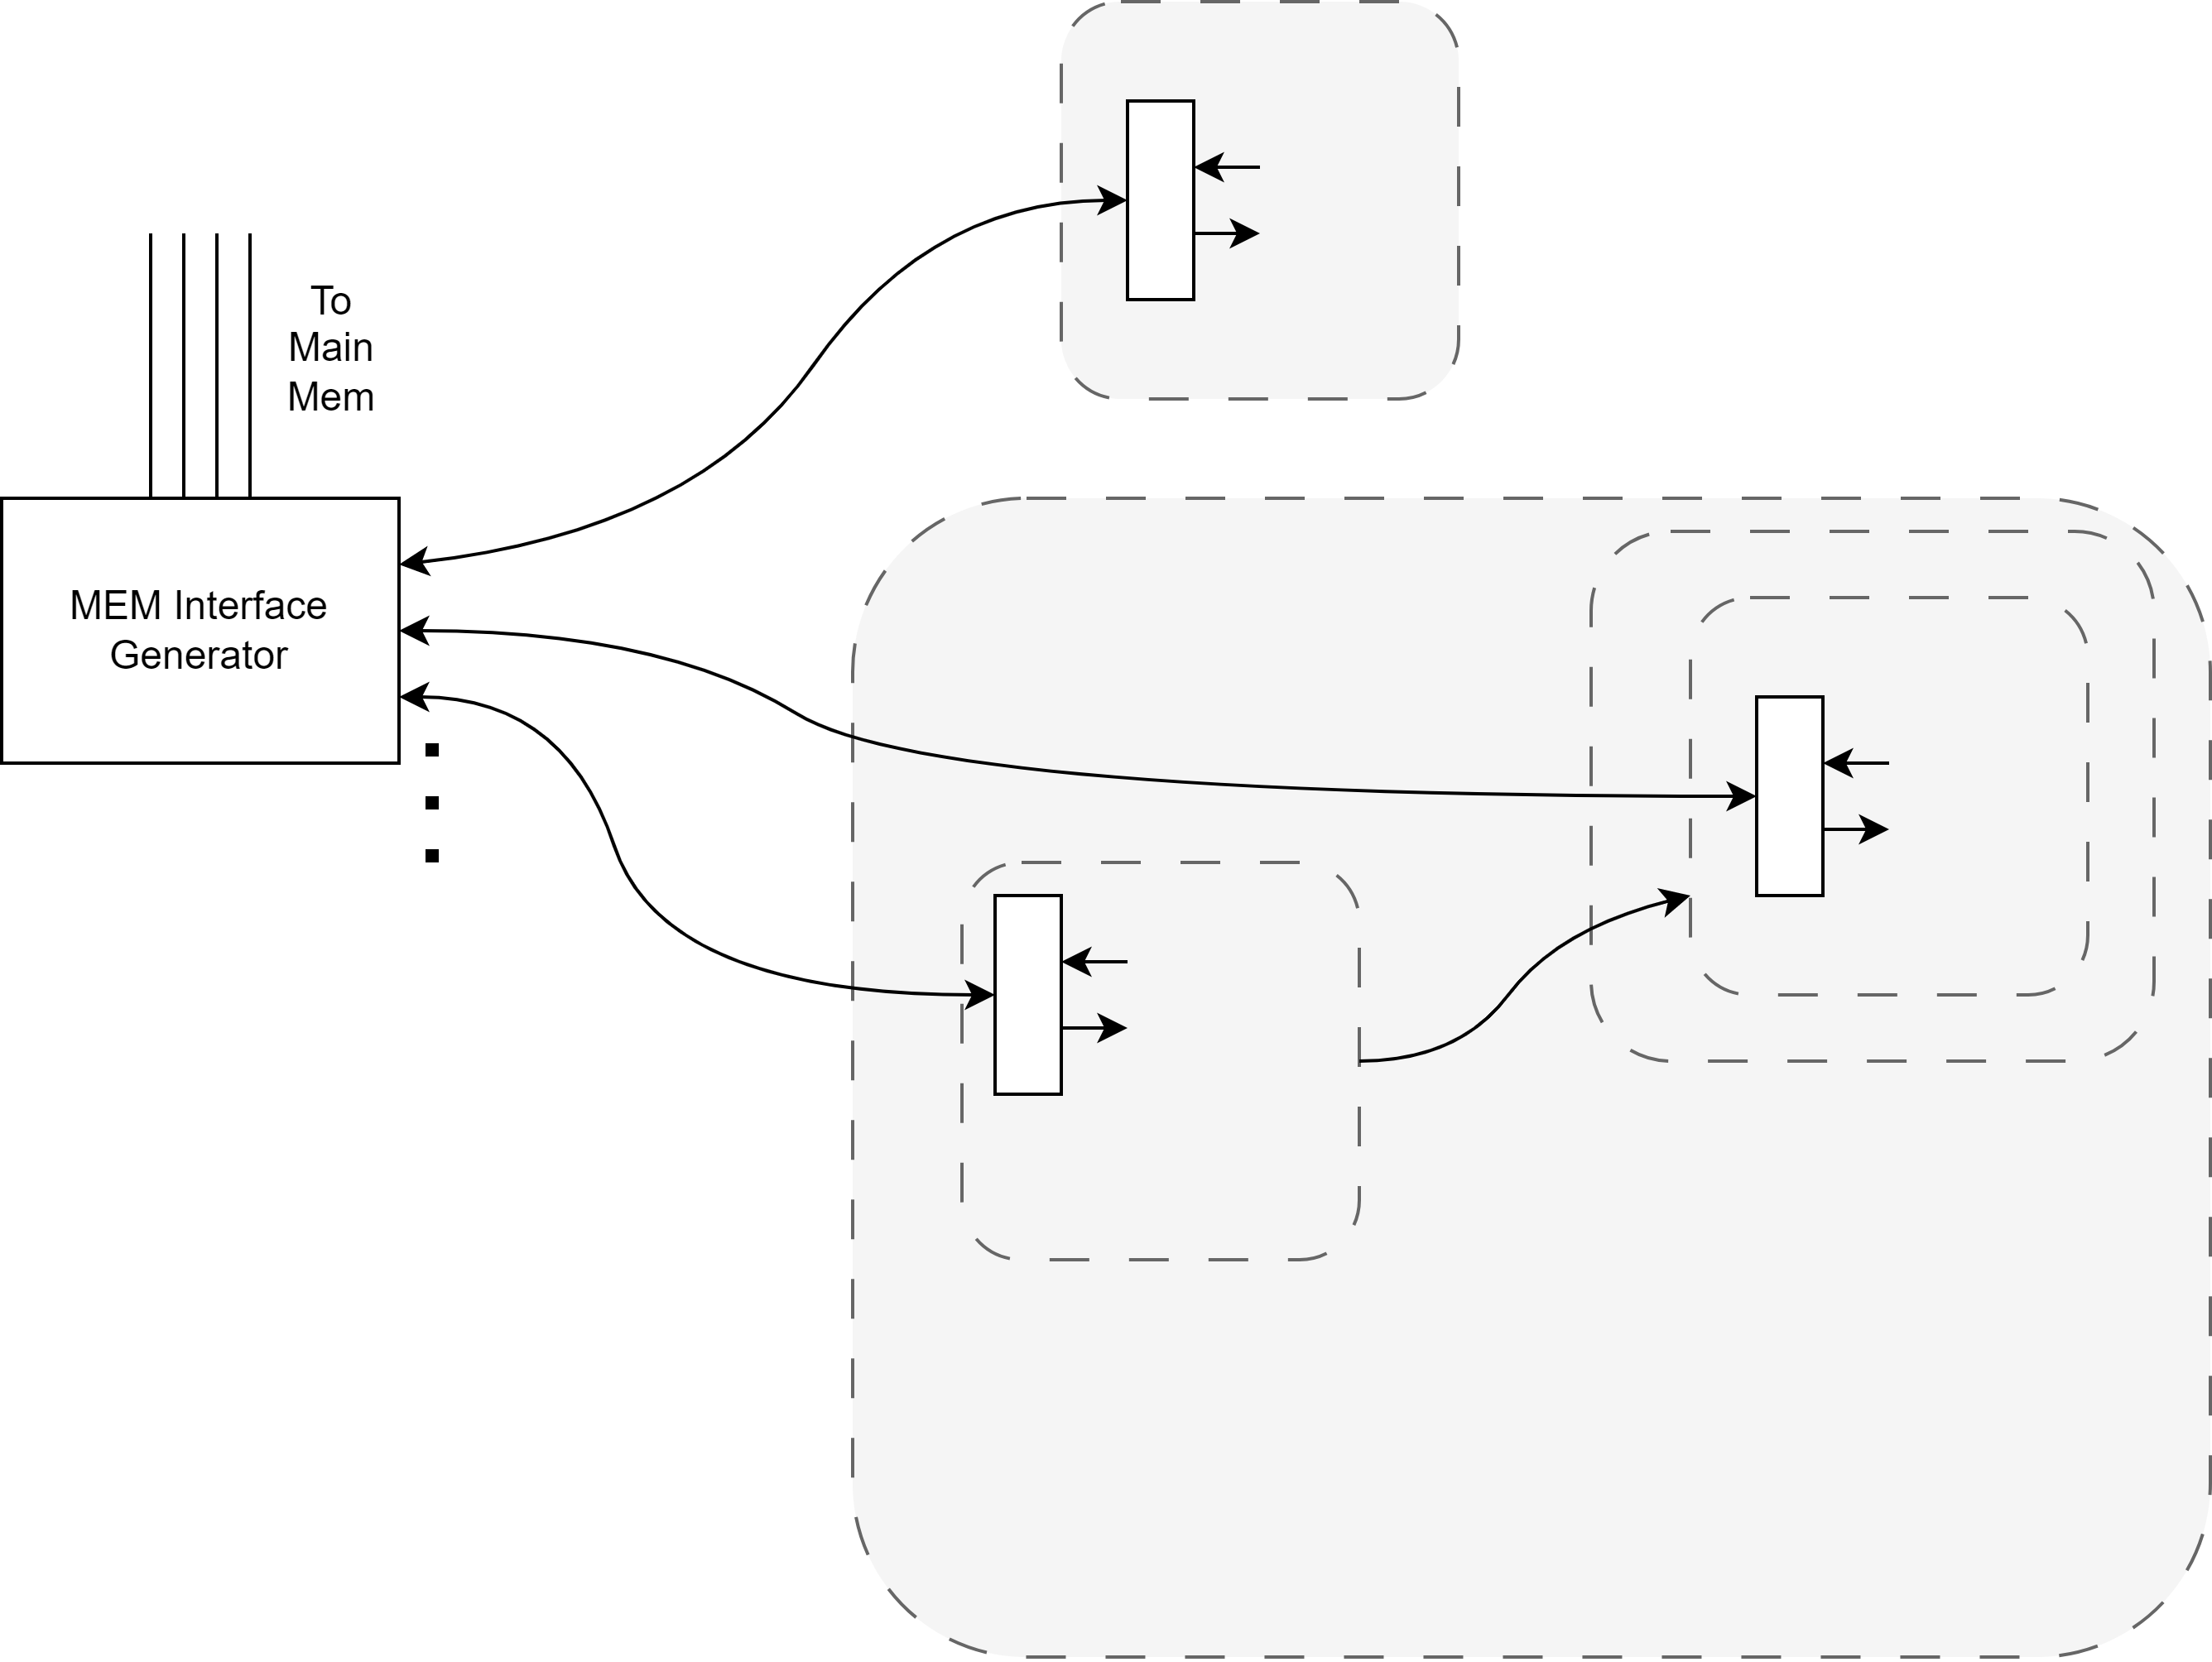 To
Main
Mem
MEM Interface
Generator